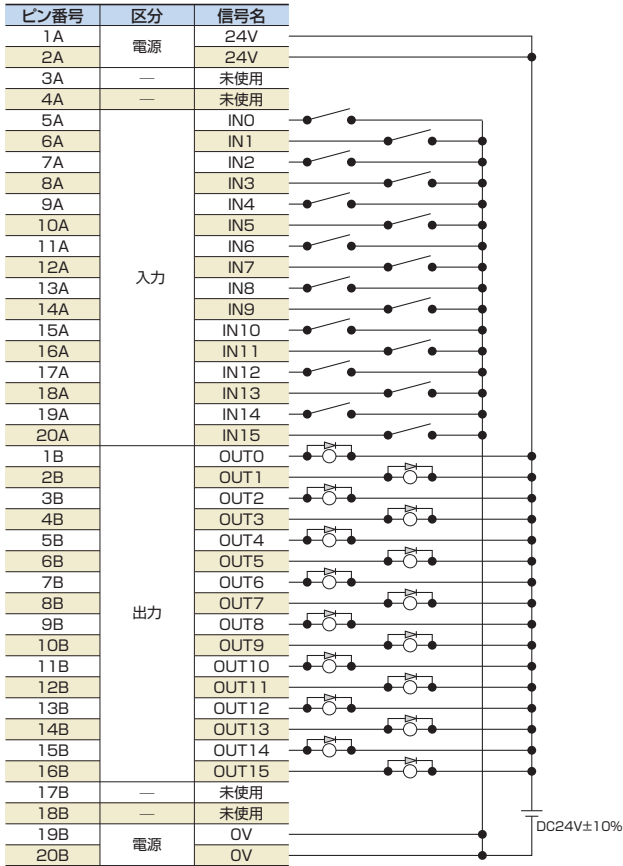 ピン番号 区分 信号名
1A 電源 24V
2A 24V
3A — 未使用
4A — 未使用
5A 入力 IN0
6A IN1
7A IN2
8A IN3
9A IN4
10A IN5
11A IN6
12A IN7
13A IN8
14A IN9
15A IN10
16A IN11
17A IN12
18A IN13
19A IN14
20A IN15
1B 出力 OUT0
2B OUT1
3B OUT2
4B OUT3
5B OUT4
6B OUT5
7B OUT6
8B OUT7
9B OUT8
10B OUT9
11B OUT10
12B OUT11
13B OUT12
14B OUT13
15B OUT14
16B OUT15
17B — 未使用
18B — 未使用
DC24V±10%
19B 電源 0V
20B 0V